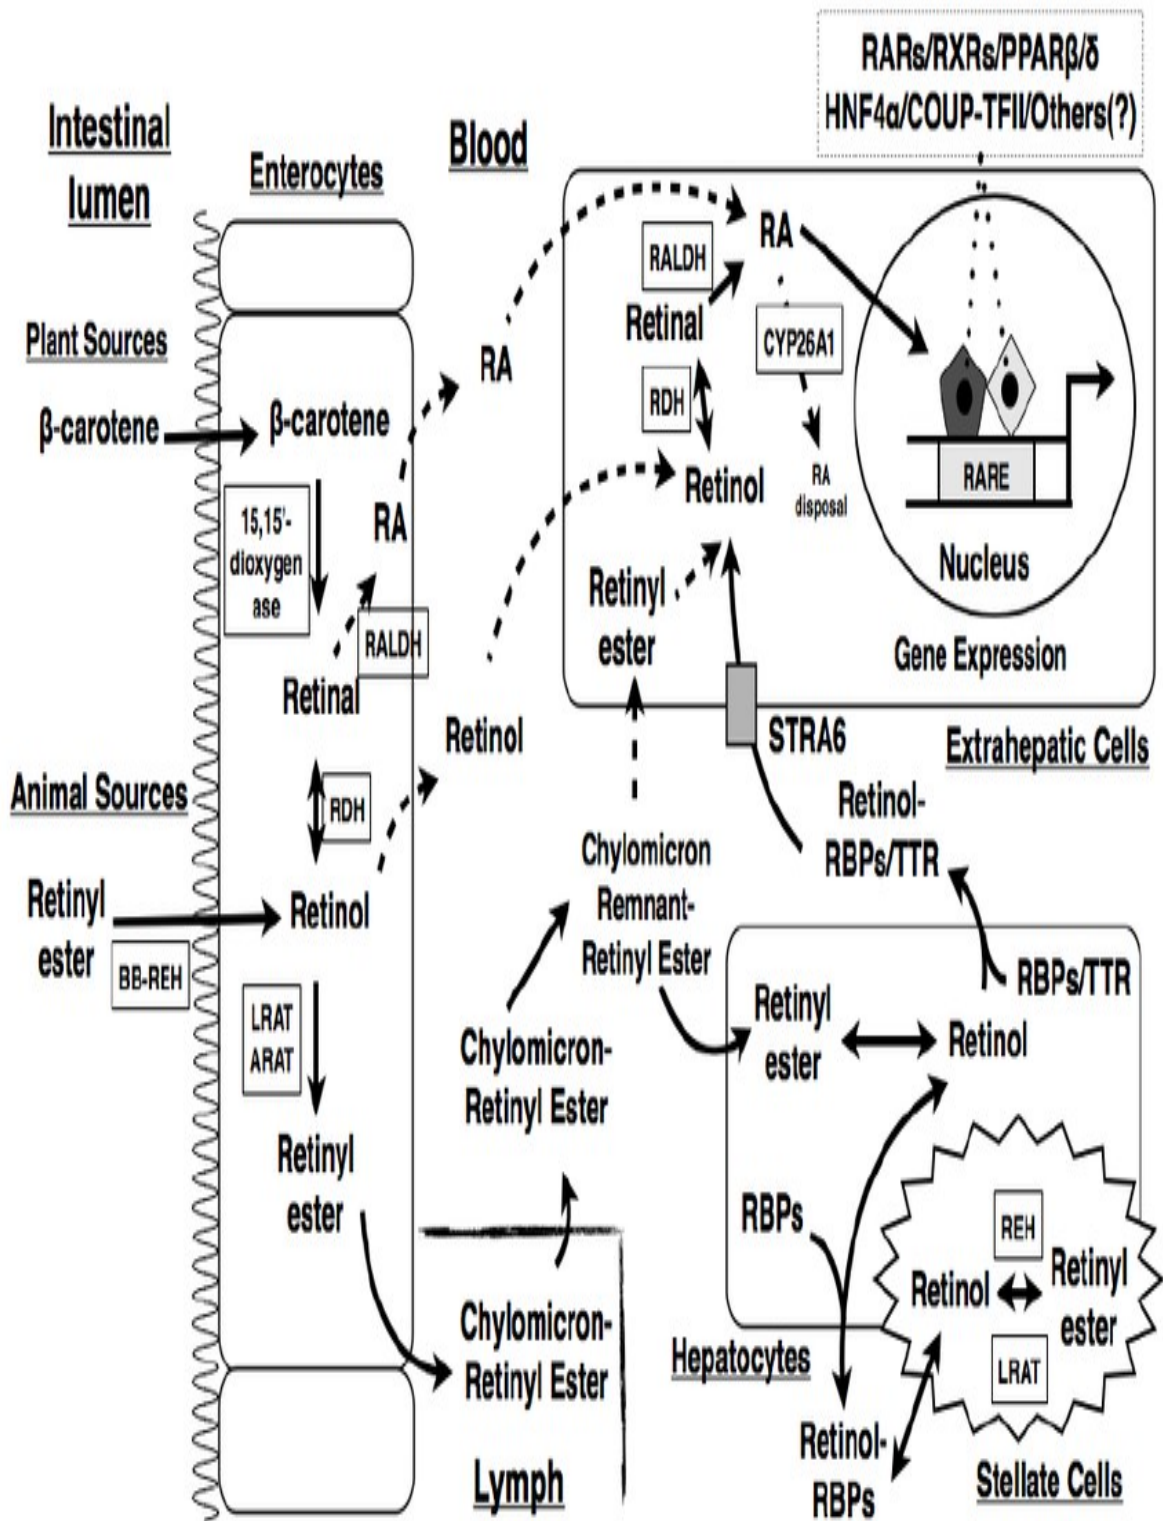 RARs/RXRs/PPARβ/δ
HNF4α/COUP-TFII/Others(?)
Intestinal
lumen
Enterocytes
Blood
Plant Sources
β-carotene
β-carotene
15,15'-
dioxygen
ase
RA
RALDH
Retinal
RDH
Animal Sources
Retinyl
ester
BB-REH
Retinol
LRAT
ARAT
Retinyl
ester
RA
Retinol
Chylomicron-
Retinyl Ester
Chylomicron-
Retinyl Ester
Lymph
Chylomicron
Remnant-
Retinyl Ester
RALDH
RA
Retinal
CYP26A1
RDH
Retinol
RA
disposal
Retinyl
ester
RARE
Nucleus
Gene Expression
STRA6
Extrahepatic Cells
Retinol-
RBPs/TTR
RBPs/TTR
Retinyl
ester
Retinol
RBPs
Hepatocytes
Retinol-
RBPs
REH
Retinol
Retinyl
ester
LRAT
Stellate Cells